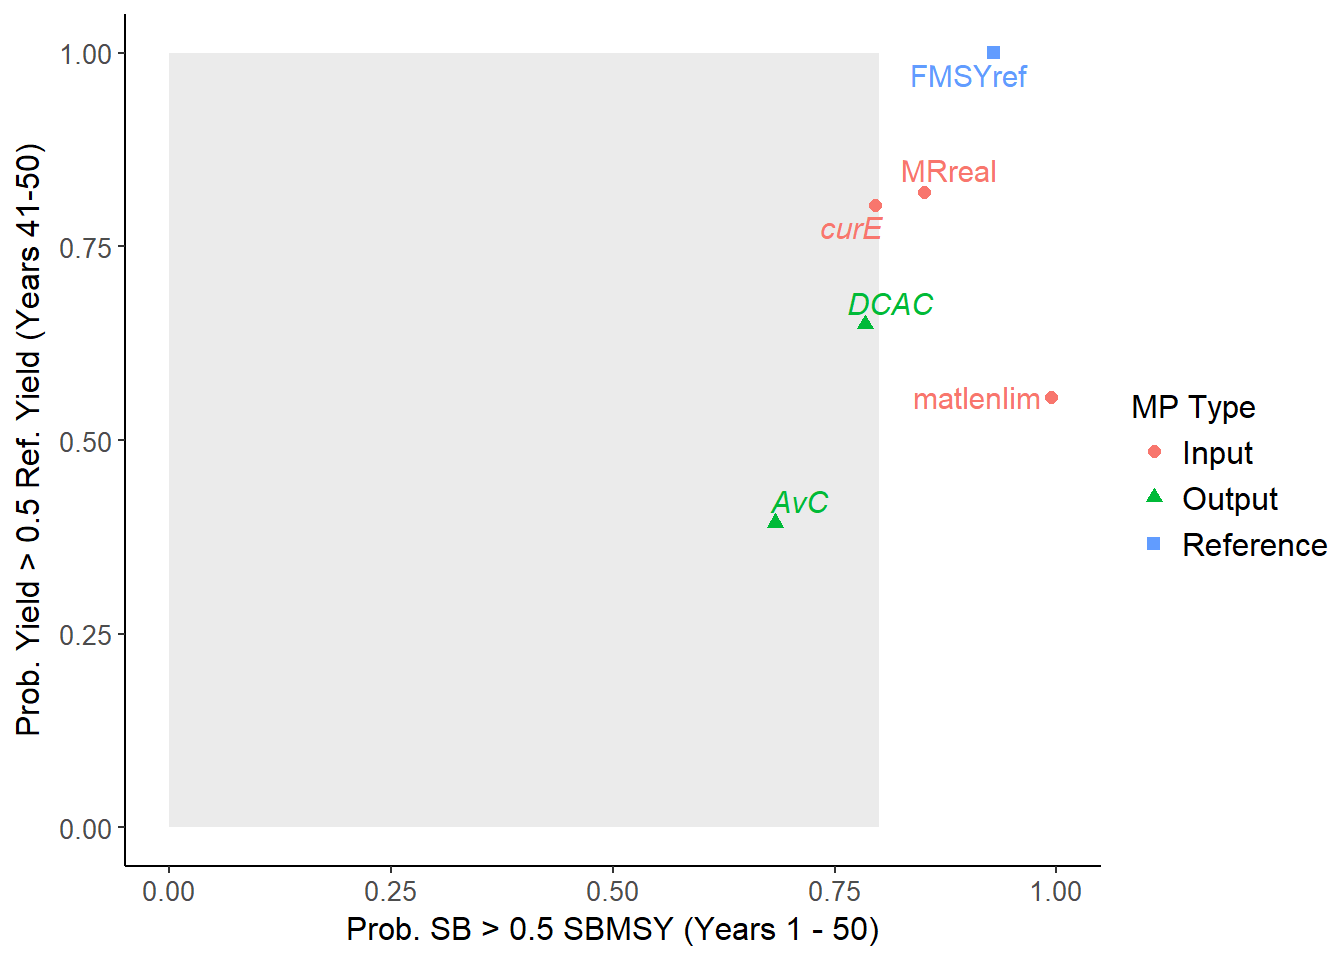 1.00
0.75
0.50
0.25
0.00
Prob. Yield > 0.5 Ref. Yield (Years 41-50)
FMSYref
MRreal
curE
DCAC
matlenlim
AvC
0.00 0.25 0.50 0.75 1.00
Prob. SB > 0.5 SBMSY (Years 1 - 50)
MP Type
Input
Output
Reference